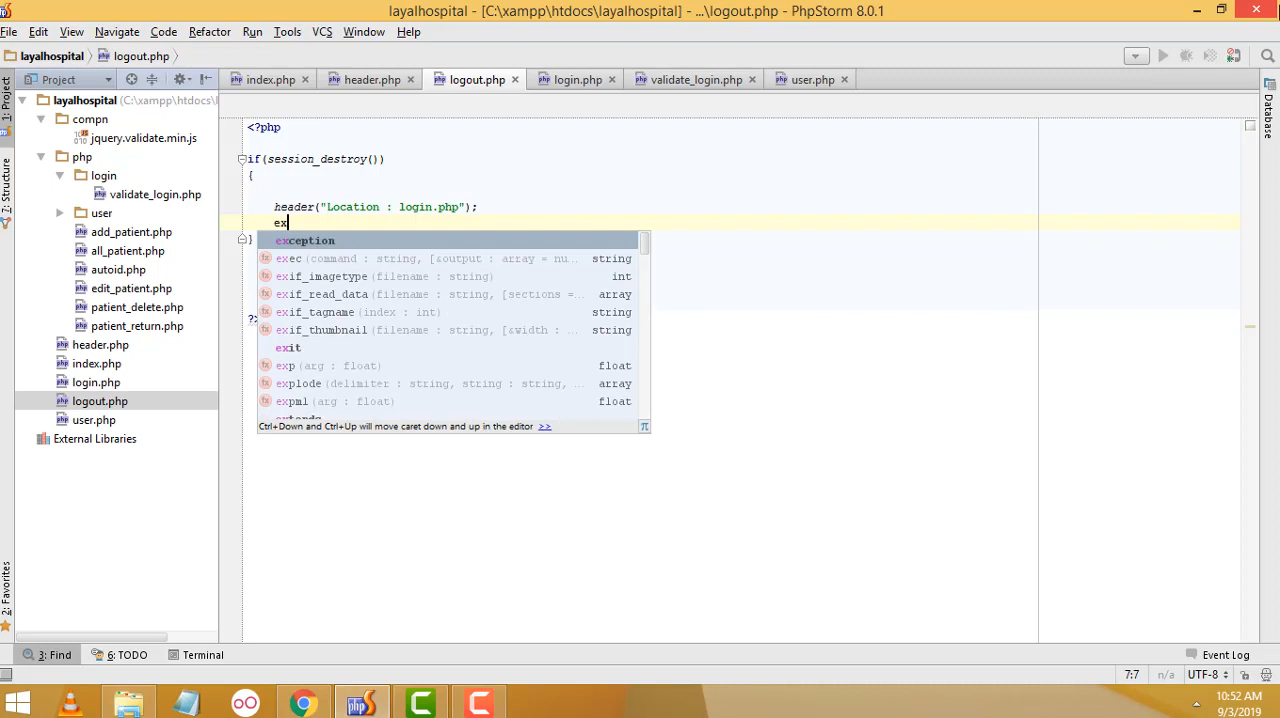 layalhospital - [C:\xampp\htdocs\layalhospital] - ...\logout.php - PhpStorm 8.0.1
File Edit View Navigate Code Refactor Run Tools VCS Window Help
layalhospital logout.php
Project
index.php header.php logout.php login.php validate_login.php user.php
1: Project
7: Structure
2: Favorites
Database
layalhospital (C:\xampp\htdocs\l
compn
jquery.validate.min.js
php
login
validate_login.php
user
add_patient.php
all_patient.php
autoid.php
edit_patient.php
patient_delete.php
patient_return.php
header.php
index.php
login.php
logout.php
user.php
External Libraries
<?php
if(session_destroy())
{
header("Location : login.php");
ex
}
?>
exception
exec(command : string, [&output : array = nu... string
exif_imagetype(filename : string) int
exif_read_data(filename : string, [sections =... array
exif_tagname(index : int) string
exif_thumbnail(filename : string, [&width : ... string
exit
exp(arg : float) float
explode(delimiter : string, string : string, ... array
expm1(arg : float) float
extends
Ctrl+Down and Ctrl+Up will move caret down and up in the editor >> π
3: Find 6: TODO Terminal Event Log
7:7 n/a UTF-8
10:52 AM
9/3/2019